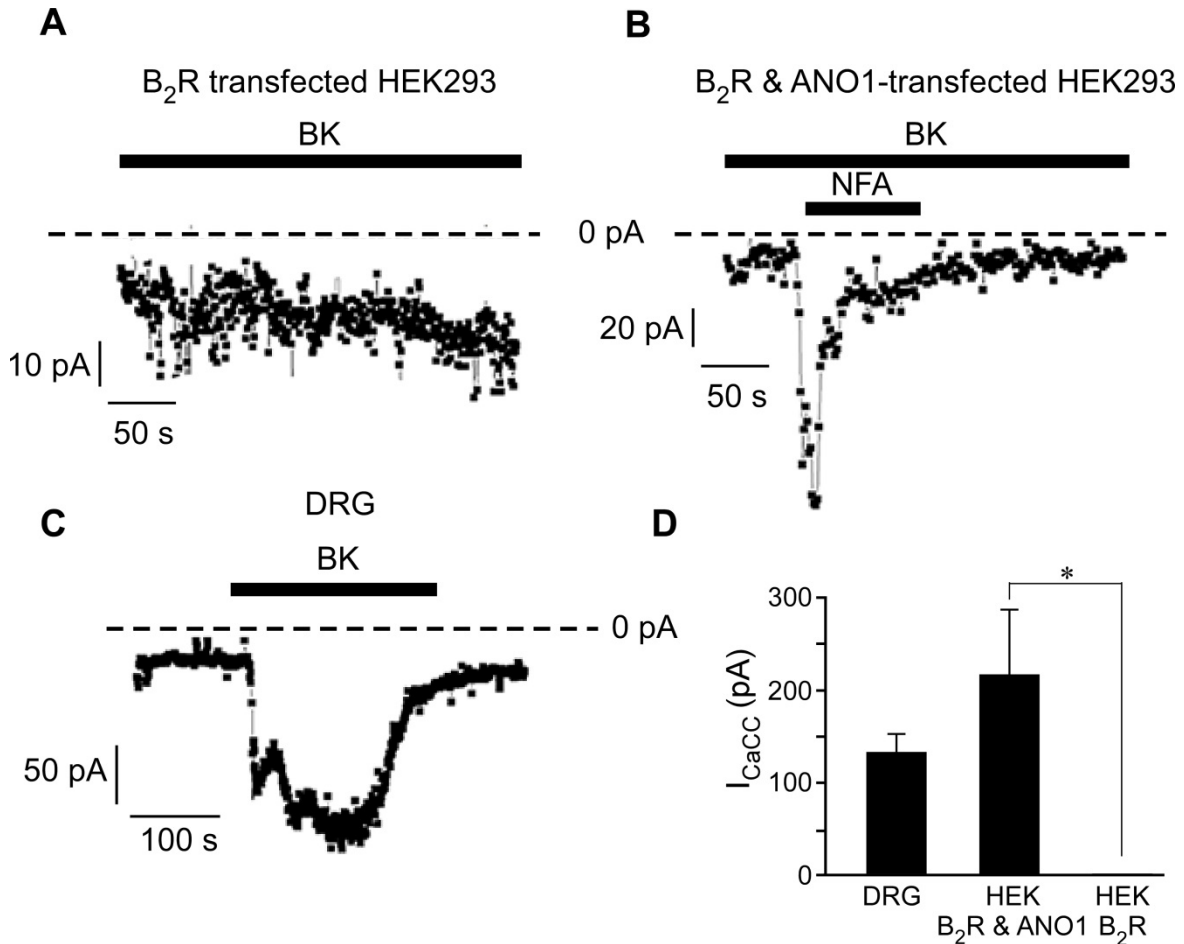 A
B₂R transfected HEK293
BK
10 pA
50 s
B
B₂R & ANO1-transfected HEK293
BK
NFA
0 pA
20 pA
50 s
C
DRG
BK
0 pA
50 pA
100 s
D
*
I_CaCC (pA)
300
200
100
0
DRG
HEK
B₂R & ANO1
HEK
B₂R